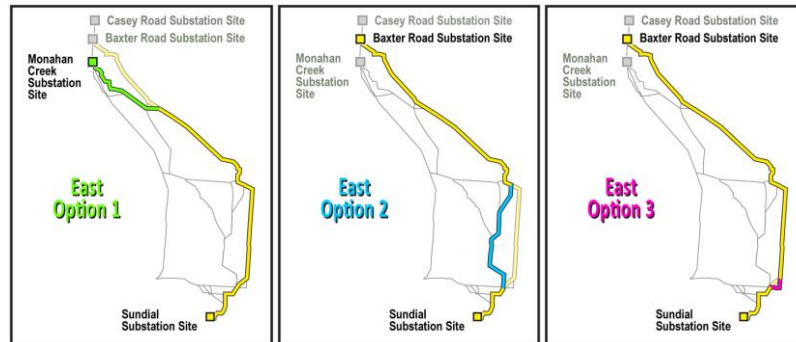 Casey Road Substation Site
Baxter Road Substation Site
Monahan
Creek
Substation
Site
East
Option 1
Sundial
Substation Site
Casey Road Substation Site
Baxter Road Substation Site
Monahan
Creek
Substation
Site
East
Option 2
Sundial
Substation Site
Casey Road Substation Site
Baxter Road Substation Site
Monahan
Creek
Substation
Site
East
Option 3
Sundial
Substation Site